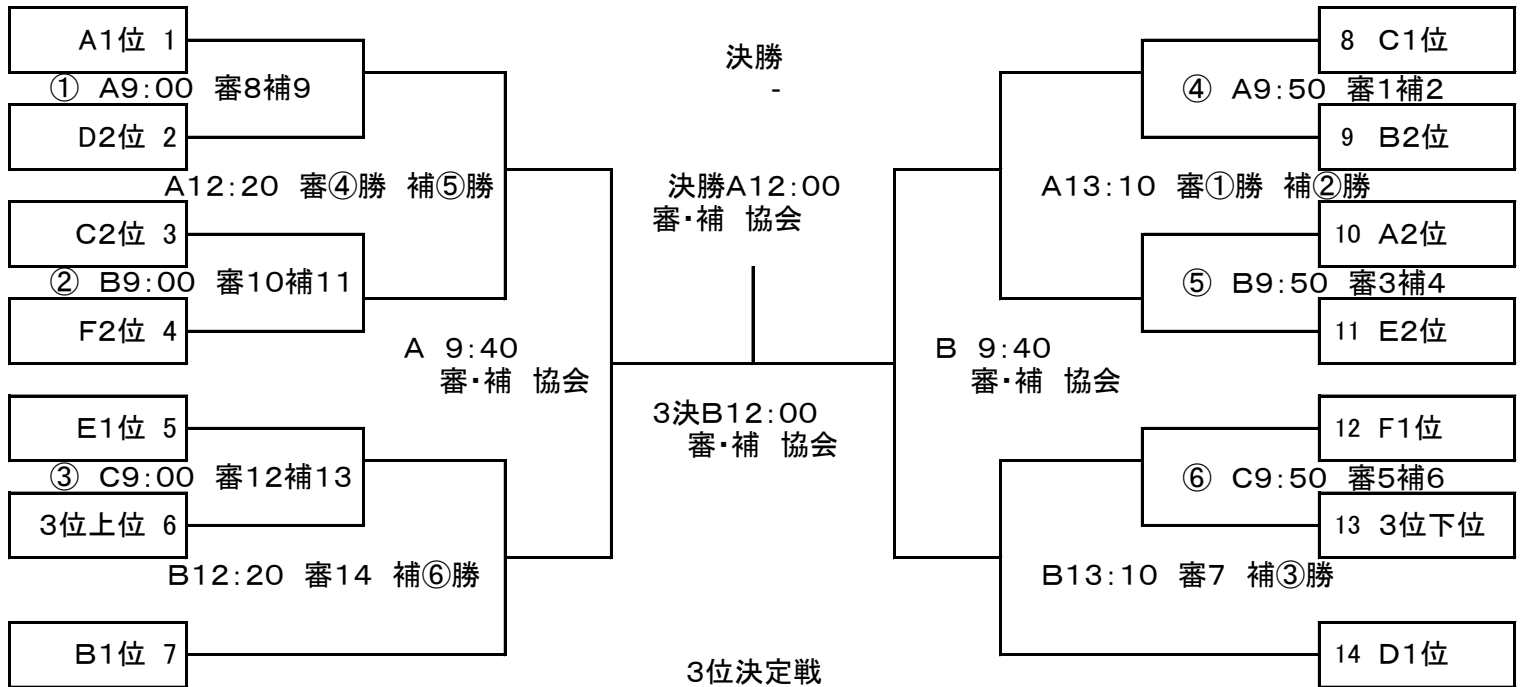 A1位 1
① A9:00 審8補9
D2位 2
A12:20 審④勝 補⑤勝
C2位 3
② B9:00 審10補11
F2位 4
A 9:40
審・補 協会
E1位 5
③ C9:00 審12補13
3位上位 6
B12:20 審14 補⑥勝
B1位 7
決勝
-
決勝A12:00
審・補 協会
3決B12:00
審・補 協会
3位決定戦
8 C1位
④ A9:50 審1補2
9 B2位
A13:10 審①勝 補②勝
10 A2位
⑤ B9:50 審3補4
11 E2位
B 9:40
審・補 協会
12 F1位
⑥ C9:50 審5補6
13 3位下位
B13:10 審7 補③勝
14 D1位